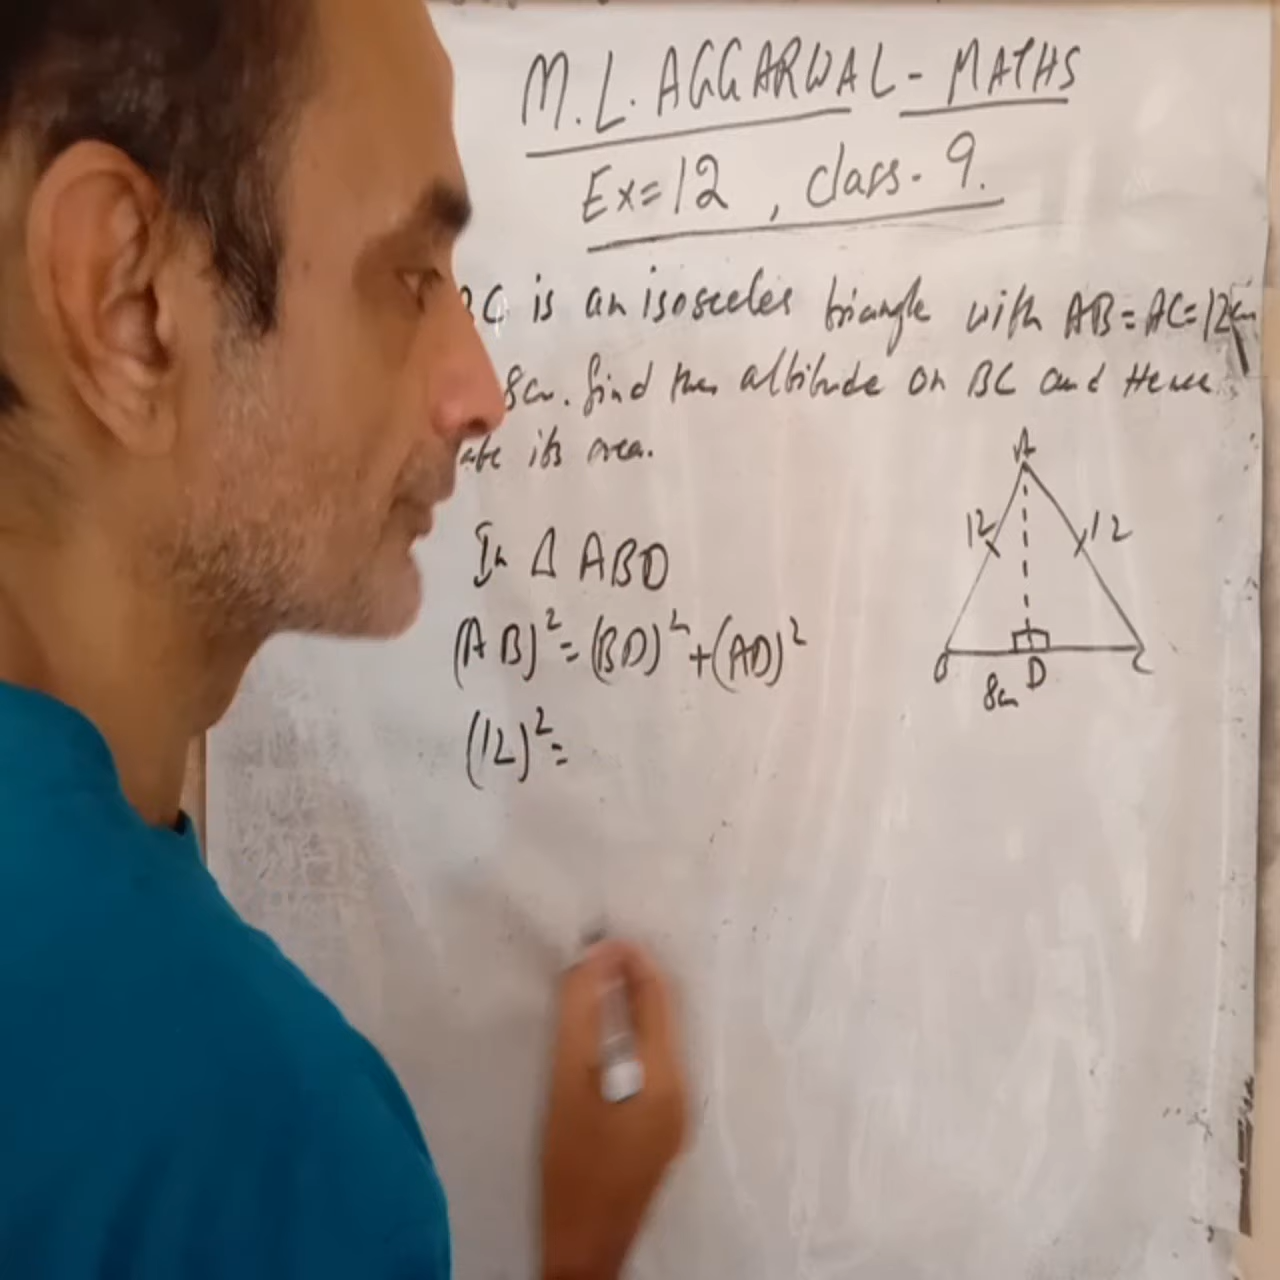 M.L. AGGARWAL - MATHS
Ex=12, class-9.
BC is an isosceles triangle with AB=AC=12cm
8cm. find the altitude on BC and Hence
ate its area.
A
12 12
In Δ ABD
(AB)²=(BD)²+(AD)²
B D C
8cm
(12)²=